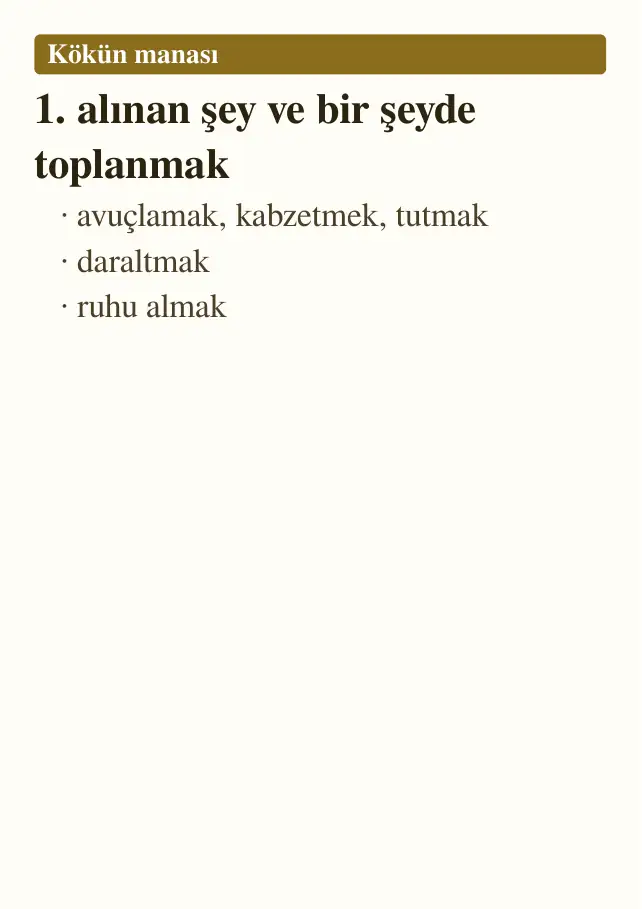 Kökün manası
1. alınan şey ve bir şeyde
toplanmak
· avuçlamak, kabzetmek, tutmak
· daraltmak
· ruhu almak